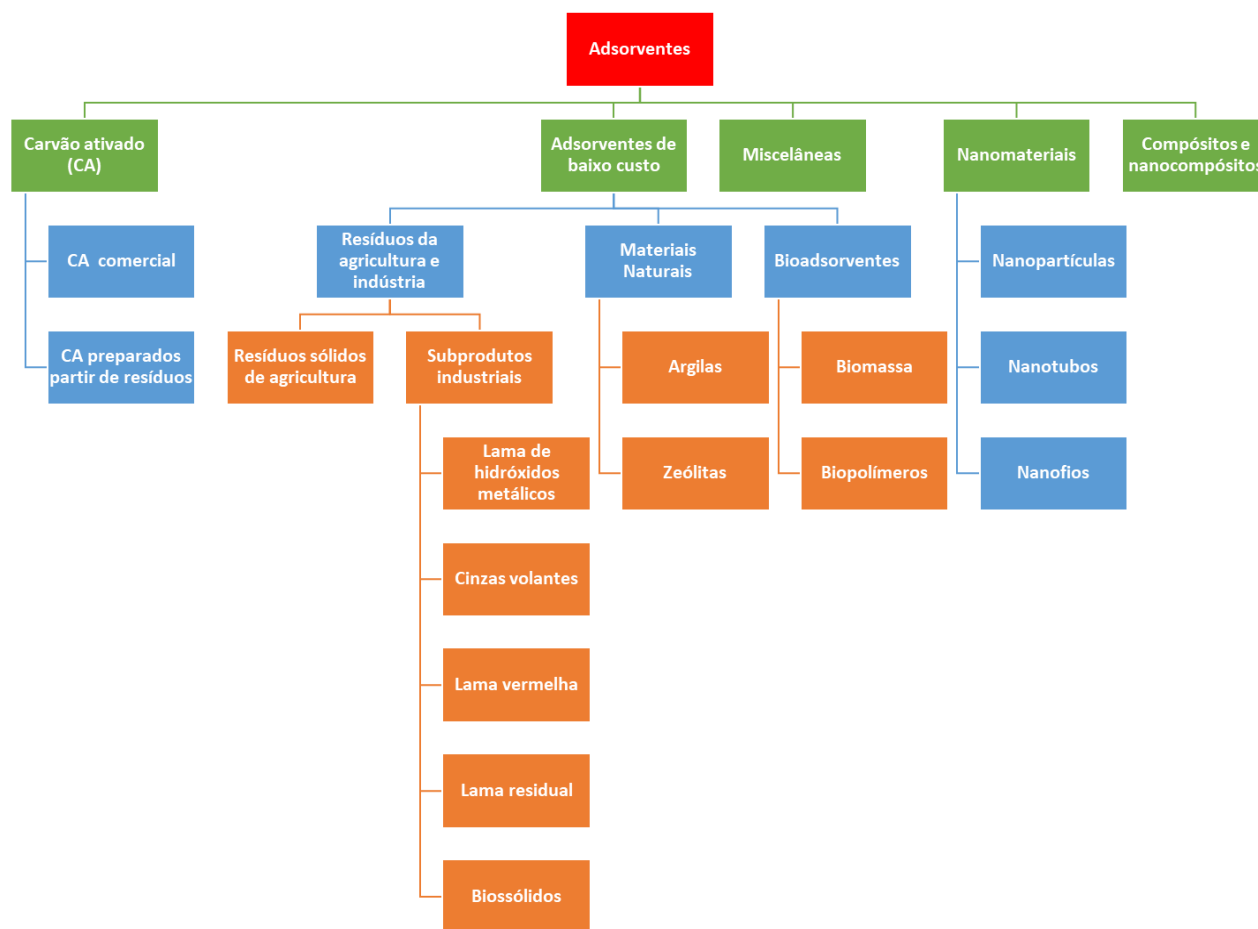 Adsorventes
Carvão ativado
(CA)
Adsorventes de
baixo custo
Miscelâneas
Nanomateriais
Compósitos e
nanocompósitos
CA  comercial
Resíduos da
agricultura e
indústria
Materiais
Naturais
Bioadsorventes
Nanopartículas
CA preparados
partir de resíduos
Resíduos sólidos
de agricultura
Subprodutos
industriais
Argilas
Biomassa
Nanotubos
Lama de
hidróxidos
metálicos
Zeólitas
Biopolímeros
Nanofios
Cinzas volantes
Lama vermelha
Lama residual
Biossólidos